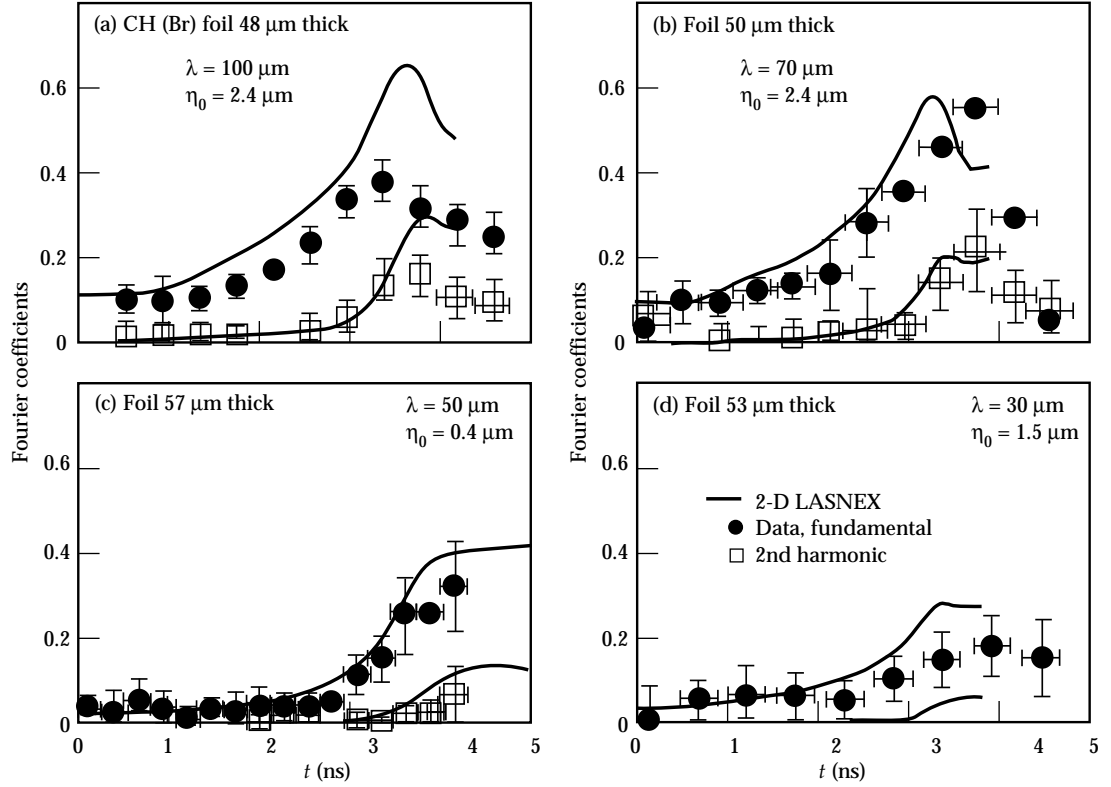 (a) CH (Br) foil 48 μm thick
λ = 100 μm
η₀ = 2.4 μm
0.6
0.4
0.2
0
(b) Foil 50 μm thick
λ = 70 μm
η₀ = 2.4 μm
0.6
0.4
0.2
0
Fourier coefficients
Fourier coefficients
(c) Foil 57 μm thick
λ = 50 μm
η₀ = 0.4 μm
0.6
0.4
0.2
0
0 1 2 3 4 5
t (ns)
(d) Foil 53 μm thick
λ = 30 μm
η₀ = 1.5 μm
2-D LASNEX
Data, fundamental
2nd harmonic
0.6
0.4
0.2
0
0 1 2 3 4 5
t (ns)